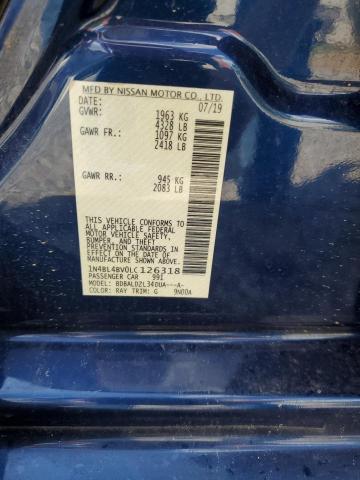 MFD BY NISSAN MOTOR CO., LTD.
DATE: 07/19
GVWR: 1963 KG
4328 LB
GAWR FR: 1097 KG
2418 LB
GAWR RR: 945 KG
2083 LB
THIS VEHICLE CONFORMS TO
ALL APPLICABLE FEDERAL
MOTOR VEHICLE SAFETY,
BUMPER, AND THEFT
PREVENTION STANDARDS
IN EFFECT ON THE DATE OF
MANUFACTURE SHOWN ABOVE.
1N4BL4BV0LC126318
PASSENGER CAR 991
MODEL: BDBALDZL34DUA---A-
COLOR: RAY TRIM: G 9N00A